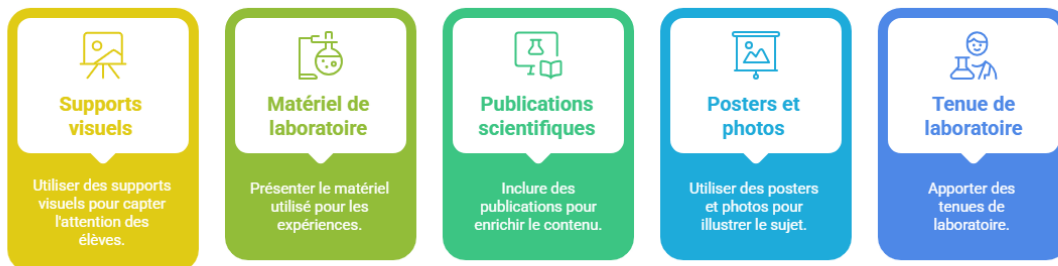 Supports
visuels
Utiliser des supports
visuels pour capter
l'attention des
élèves.
Matériel de
laboratoire
Présenter le matériel
utilisé pour les
expériences.
Publications
scientifiques
Inclure des
publications pour
enrichir le contenu.
Posters et
photos
Utiliser des posters
et photos pour
illustrer le sujet.
Tenue de
laboratoire
Apporter des
tenues de
laboratoire.